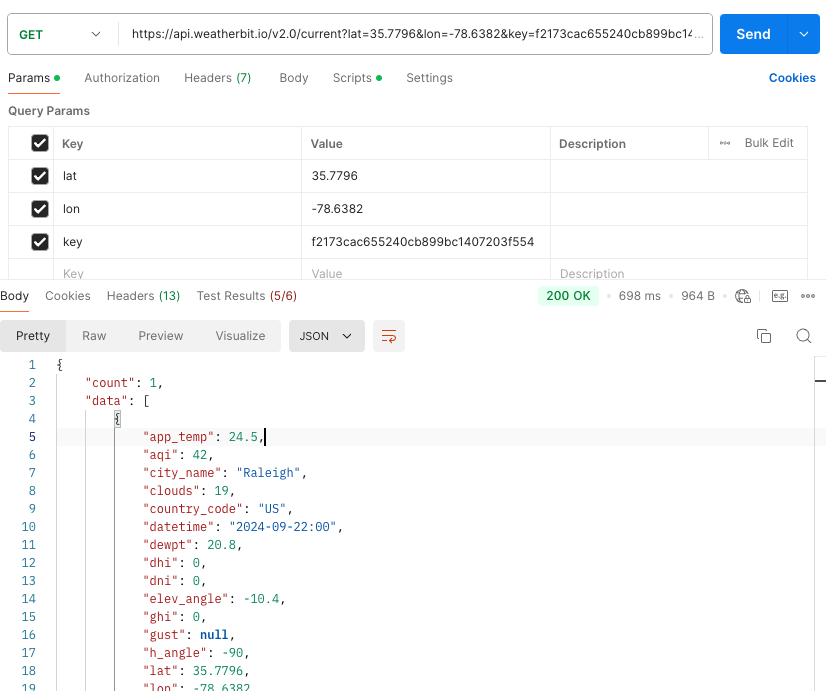 GET https://api.weatherbit.io/v2.0/current?lat=35.7796&lon=-78.6382&key=f2173cac655240cb899bc14... Send
Params Authorization Headers (7) Body Scripts Settings Cookies
Query Params
Key Value Description Bulk Edit
lat 35.7796
lon -78.6382
key f2173cac655240cb899bc1407203f554
Key Value Description
Body Cookies Headers (13) Test Results (5/6) 200 OK 698 ms 964 B e.g.
Pretty Raw Preview Visualize JSON
1 {
2 "count": 1,
3 "data": [
4 {
5 "app_temp": 24.5,
6 "aqi": 42,
7 "city_name": "Raleigh",
8 "clouds": 19,
9 "country_code": "US",
10 "datetime": "2024-09-22:00",
11 "dewpt": 20.8,
12 "dhi": 0,
13 "dni": 0,
14 "elev_angle": -10.4,
15 "ghi": 0,
16 "gust": null,
17 "h_angle": -90,
18 "lat": 35.7796,
19 "lon": -78.6382